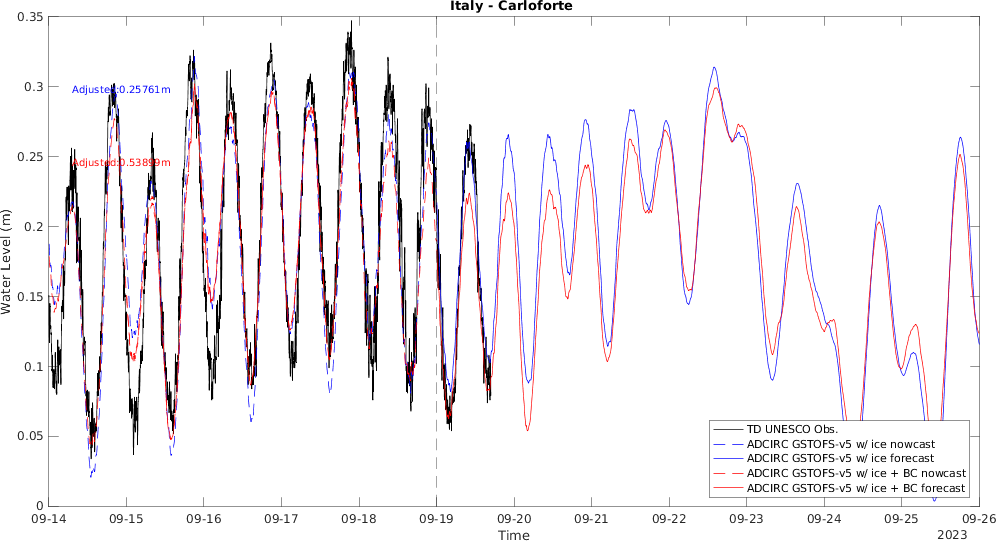 Italy - Carloforte
0.35
0.3
0.25
0.2
0.15
0.1
0.05
0
Water Level (m)
Adjusted:0.25761m
Adjusted:0.53899m
TD UNESCO Obs.
ADCIRC GSTOFS-v5 w/ ice nowcast
ADCIRC GSTOFS-v5 w/ ice forecast
ADCIRC GSTOFS-v5 w/ ice + BC nowcast
ADCIRC GSTOFS-v5 w/ ice + BC forecast
09-14 09-15 09-16 09-17 09-18 09-19 09-20 09-21 09-22 09-23 09-24 09-25 09-26
Time
2023